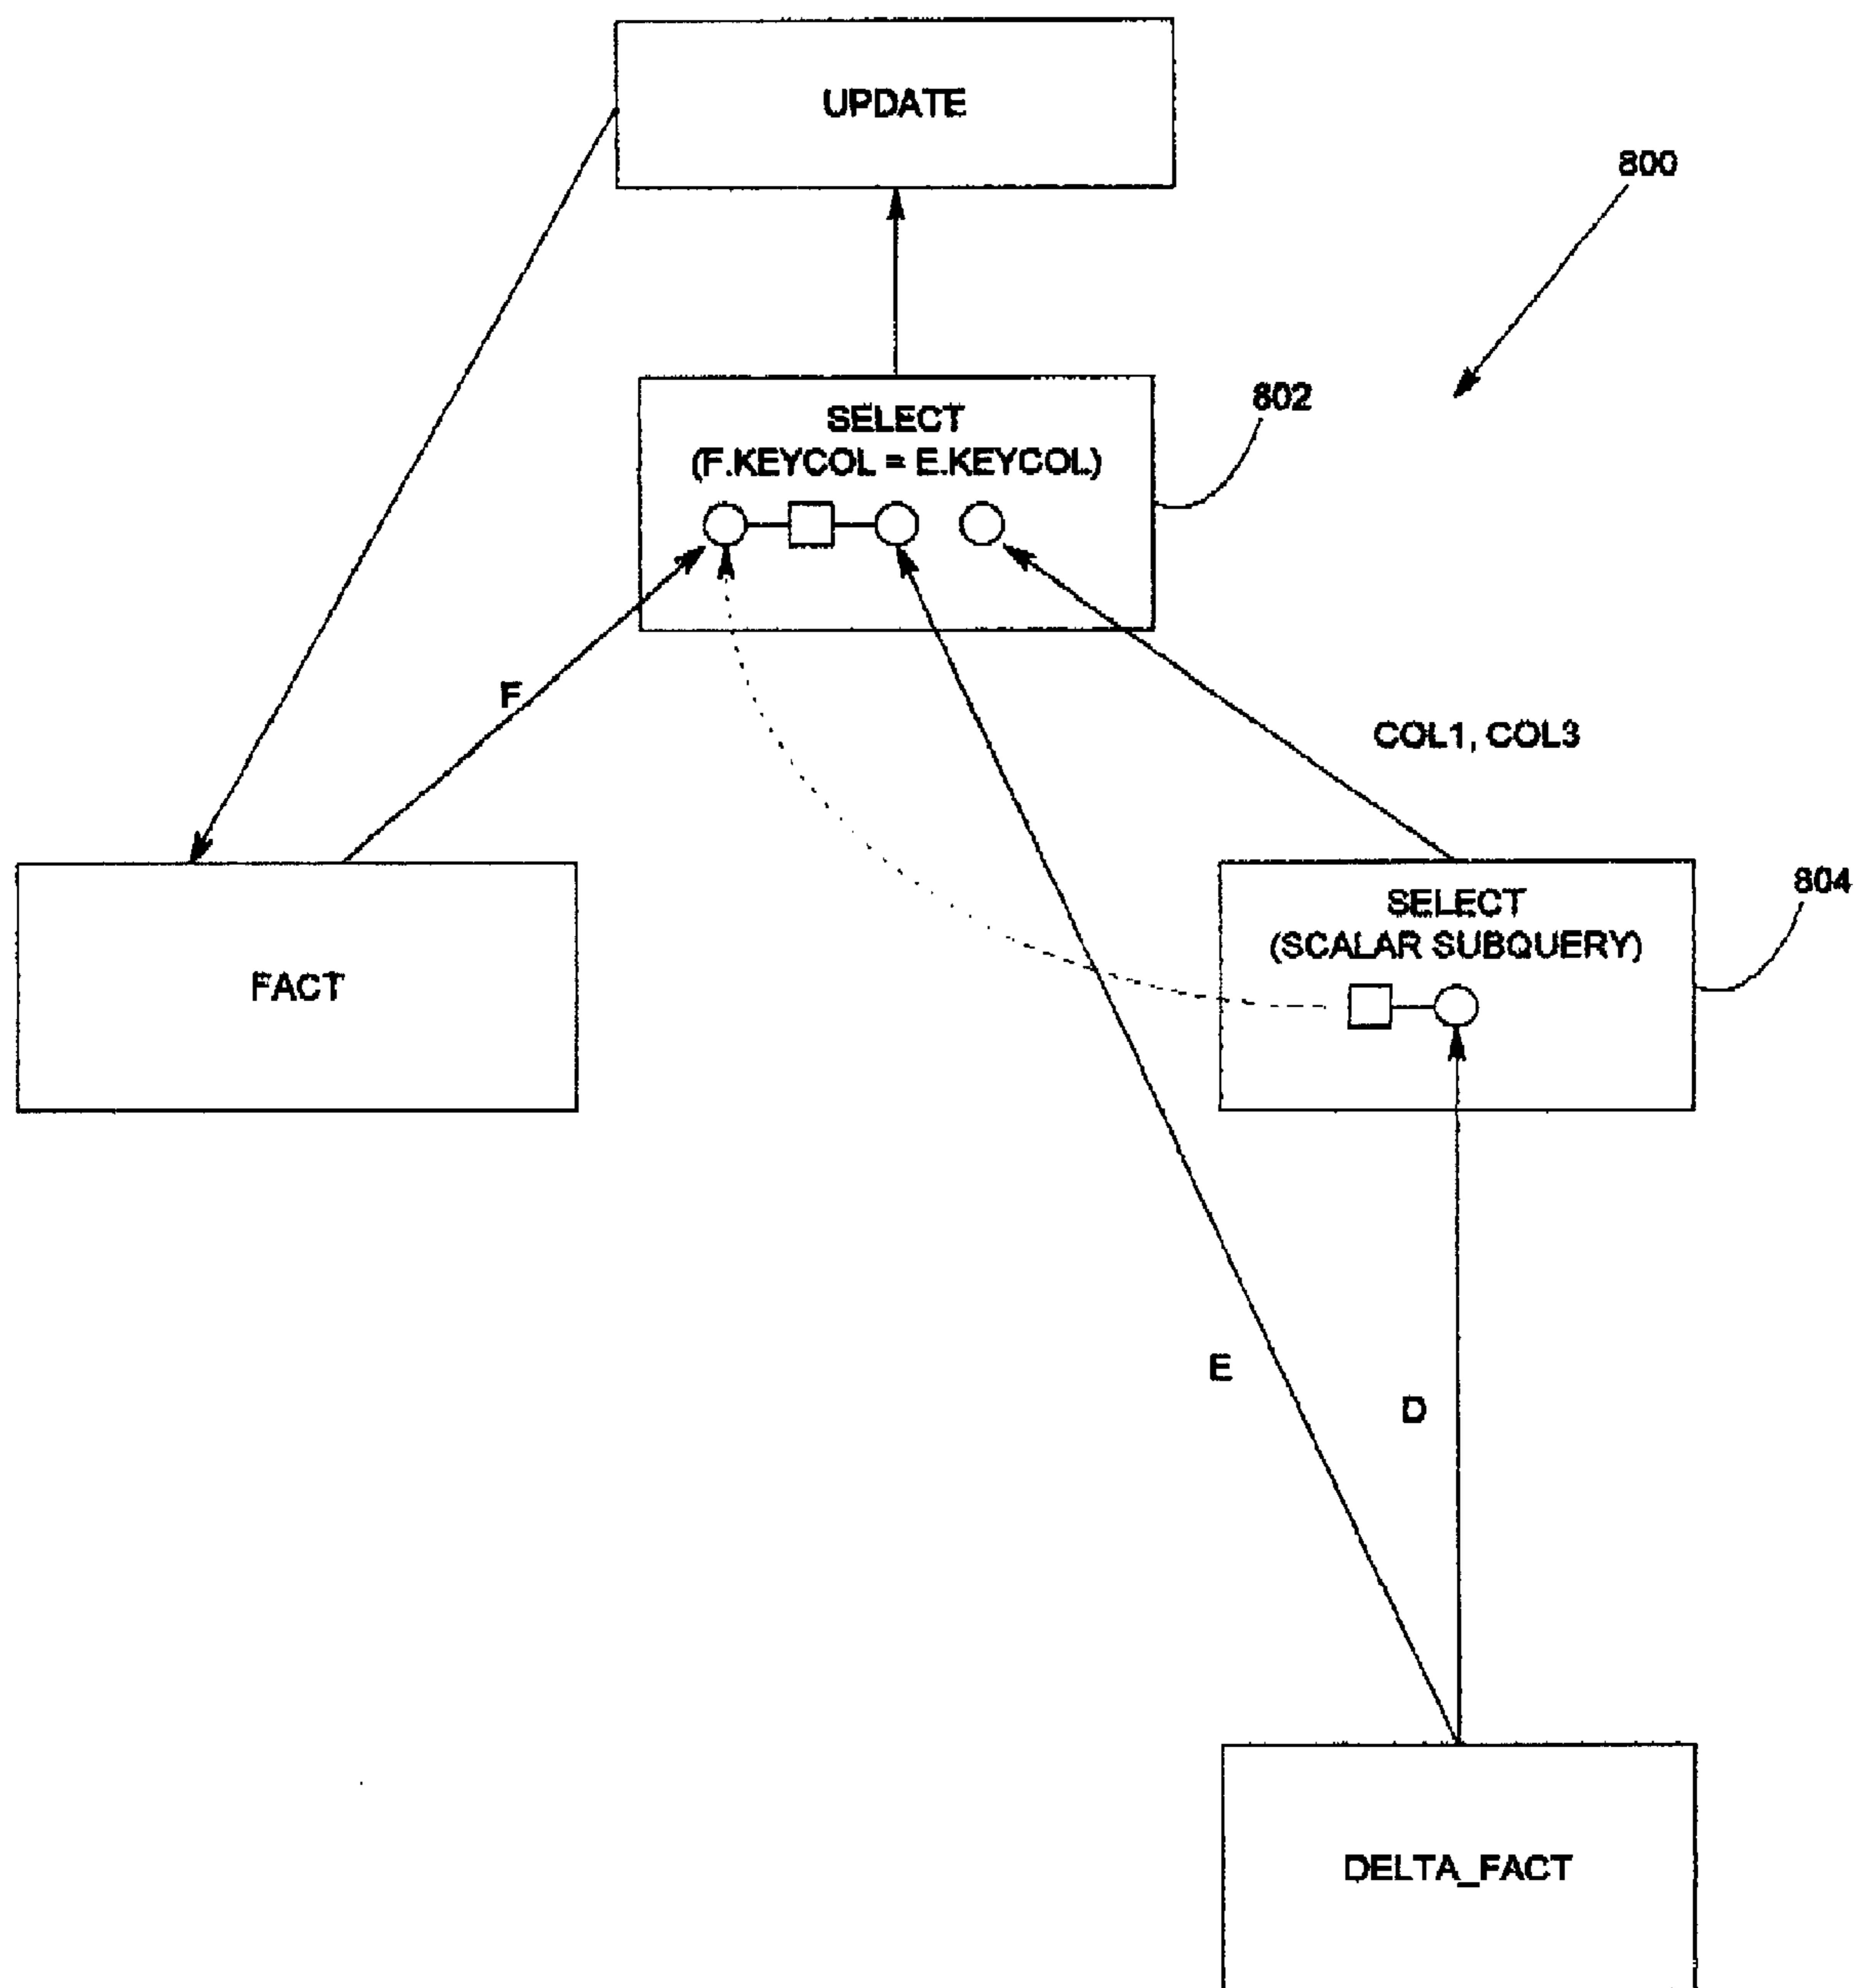 UPDATE
800
802
SELECT
(F.KEYCOL = E.KEYCOL)
F
COL1, COL3
804
SELECT
(SCALAR SUBQUERY)
FACT
E
D
DELTA_FACT